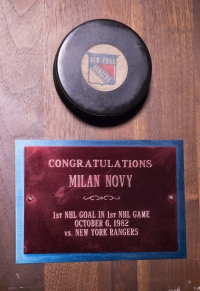 NEW YORK
RANGERS
CONGRATULATIONS
MILAN NOVY
1ST NHL GOAL IN 1ST NHL GAME
OCTOBER 6, 1982
vs. NEW YORK RANGERS